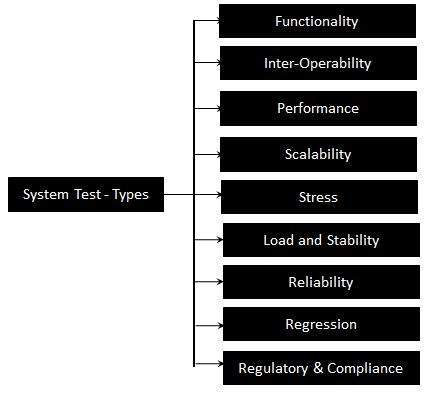 Functionality
Inter-Operability
Performance
Scalability
System Test - Types
Stress
Load and Stability
Reliability
Regression
Regulatory & Compliance